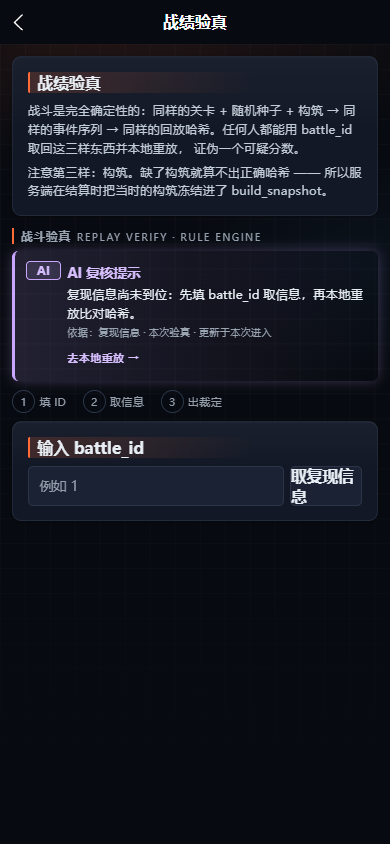 战绩验真
战绩验真
战斗是完全确定性的：同样的关卡 + 随机种子 + 构筑 → 同
样的事件序列 → 同样的回放哈希。任何人都能用 battle_id
取回这三样东西并本地重放， 证伪一个可疑分数。
注意第三样：构筑。缺了构筑就算不出正确哈希 —— 所以服
务端在结算时把当时的构筑冻结进了 build_snapshot。
战斗验真 REPLAY VERIFY · RULE ENGINE
AI AI 复核提示
复现信息尚未到位：先填 battle_id 取信息，再本地重
放比对哈希。
依据：复现信息 · 本次验真 · 更新于本次进入
去本地重放 →
1 填 ID 2 取信息 3 出裁定
输入 battle_id
例如 1
取复现信
息